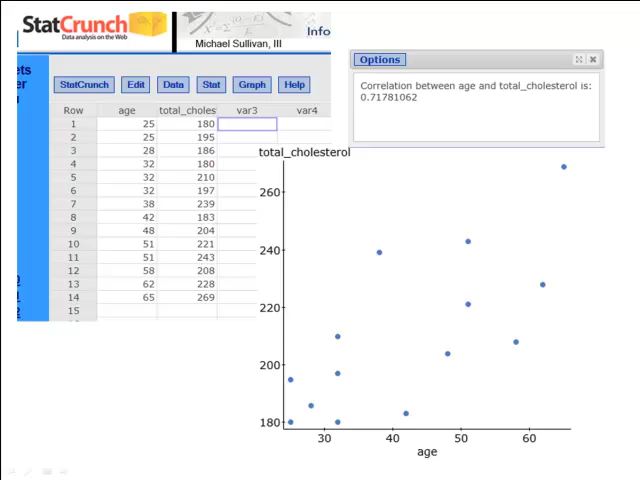 StatCrunch
Data analysis on the Web
Michael Sullivan, III
Info
ets
er
StatCrunch Edit Data Stat Graph Help
Row age total_choles var3 var4
1 25 180
2 25 195
3 28 186
4 32 180
5 32 210
6 32 197
7 38 239
8 42 183
9 48 204
10 51 221
11 51 243
12 58 208
13 62 228
14 65 269
15
Options
Correlation between age and total_cholesterol is:
0.71781062
total_cholesterol
260
240
220
200
180
30 40 50 60
age